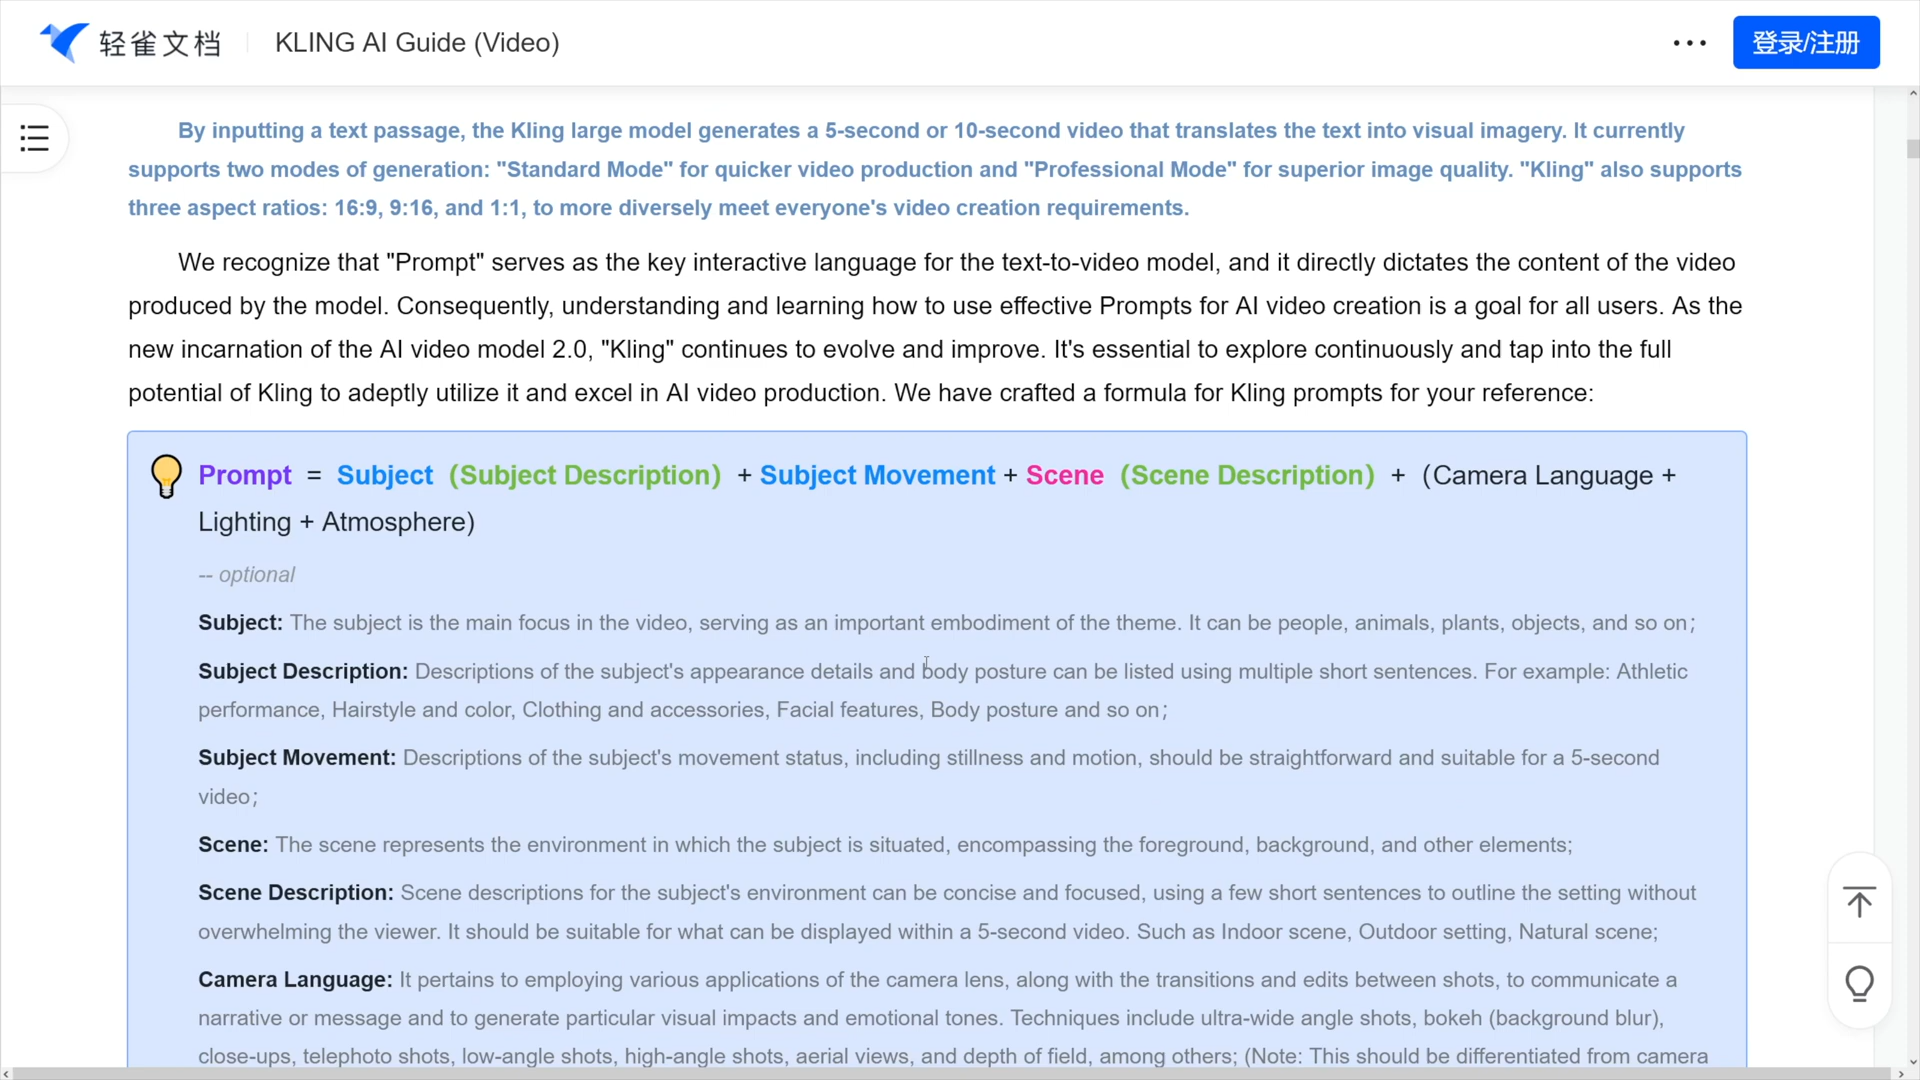 轻雀文档
KLING AI Guide (Video)
登录/注册
By inputting a text passage, the Kling large model generates a 5-second or 10-second video that translates the text into visual imagery. It currently
supports two modes of generation: "Standard Mode" for quicker video production and "Professional Mode" for superior image quality. "Kling" also supports
three aspect ratios: 16:9, 9:16, and 1:1, to more diversely meet everyone's video creation requirements.
We recognize that "Prompt" serves as the key interactive language for the text-to-video model, and it directly dictates the content of the video
produced by the model. Consequently, understanding and learning how to use effective Prompts for AI video creation is a goal for all users. As the
new incarnation of the AI video model 2.0, "Kling" continues to evolve and improve. It's essential to explore continuously and tap into the full
potential of Kling to adeptly utilize it and excel in AI video production. We have crafted a formula for Kling prompts for your reference:
Prompt = Subject (Subject Description) + Subject Movement + Scene (Scene Description) + (Camera Language +
Lighting + Atmosphere)
-- optional
Subject: The subject is the main focus in the video, serving as an important embodiment of the theme. It can be people, animals, plants, objects, and so on;
Subject Description: Descriptions of the subject's appearance details and body posture can be listed using multiple short sentences. For example: Athletic
performance, Hairstyle and color, Clothing and accessories, Facial features, Body posture and so on;
Subject Movement: Descriptions of the subject's movement status, including stillness and motion, should be straightforward and suitable for a 5-second
video;
Scene: The scene represents the environment in which the subject is situated, encompassing the foreground, background, and other elements;
Scene Description: Scene descriptions for the subject's environment can be concise and focused, using a few short sentences to outline the setting without
overwhelming the viewer. It should be suitable for what can be displayed within a 5-second video. Such as Indoor scene, Outdoor setting, Natural scene;
Camera Language: It pertains to employing various applications of the camera lens, along with the transitions and edits between shots, to communicate a
narrative or message and to generate particular visual impacts and emotional tones. Techniques include ultra-wide angle shots, bokeh (background blur),
close-ups, telephoto shots, low-angle shots, high-angle shots, aerial views, and depth of field, among others; (Note: This should be differentiated from camera